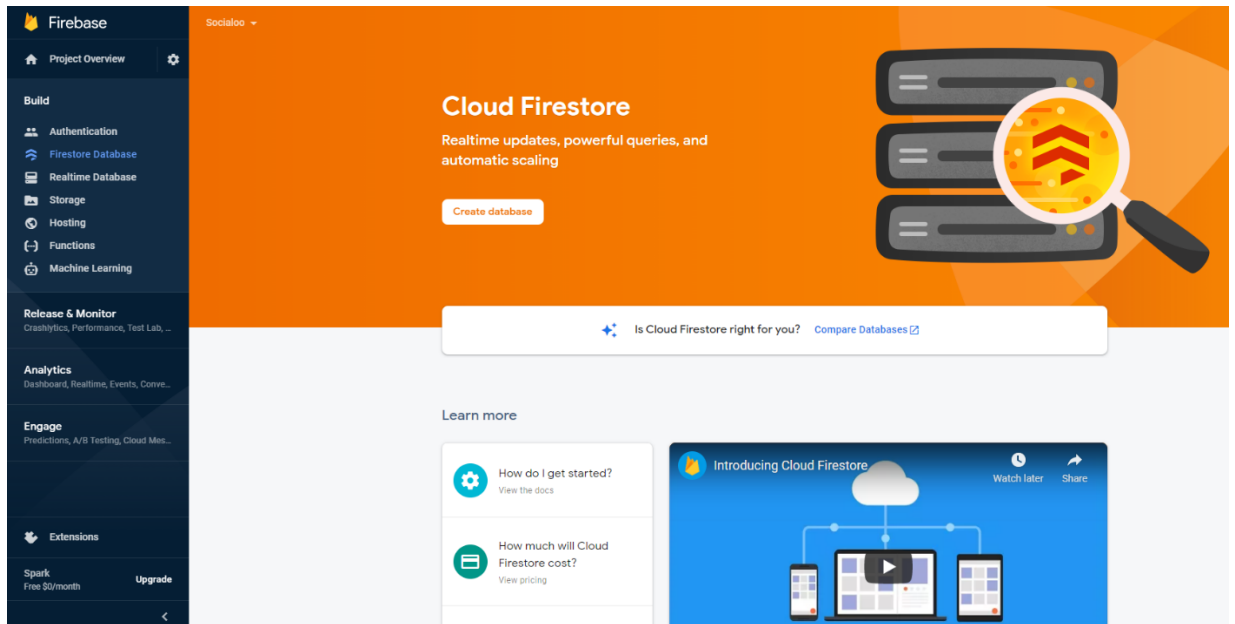 Firebase
Project Overview
Build
Authentication
Firestore Database
Realtime Database
Storage
Hosting
Functions
Machine Learning
Release & Monitor
Crashlytics, Performance, Test Lab, ...
Analytics
Dashboard, Realtime, Events, Conve...
Engage
Predictions, A/B Testing, Cloud Mes...
Extensions
Spark
Free $0/month
Upgrade
Socialoo
Cloud Firestore
Realtime updates, powerful queries, and
automatic scaling
Create database
Is Cloud Firestore right for you? Compare Databases
Learn more
How do I get started?
View the docs
How much will Cloud
Firestore cost?
View pricing
Introducing Cloud Firestore
Watch later
Share